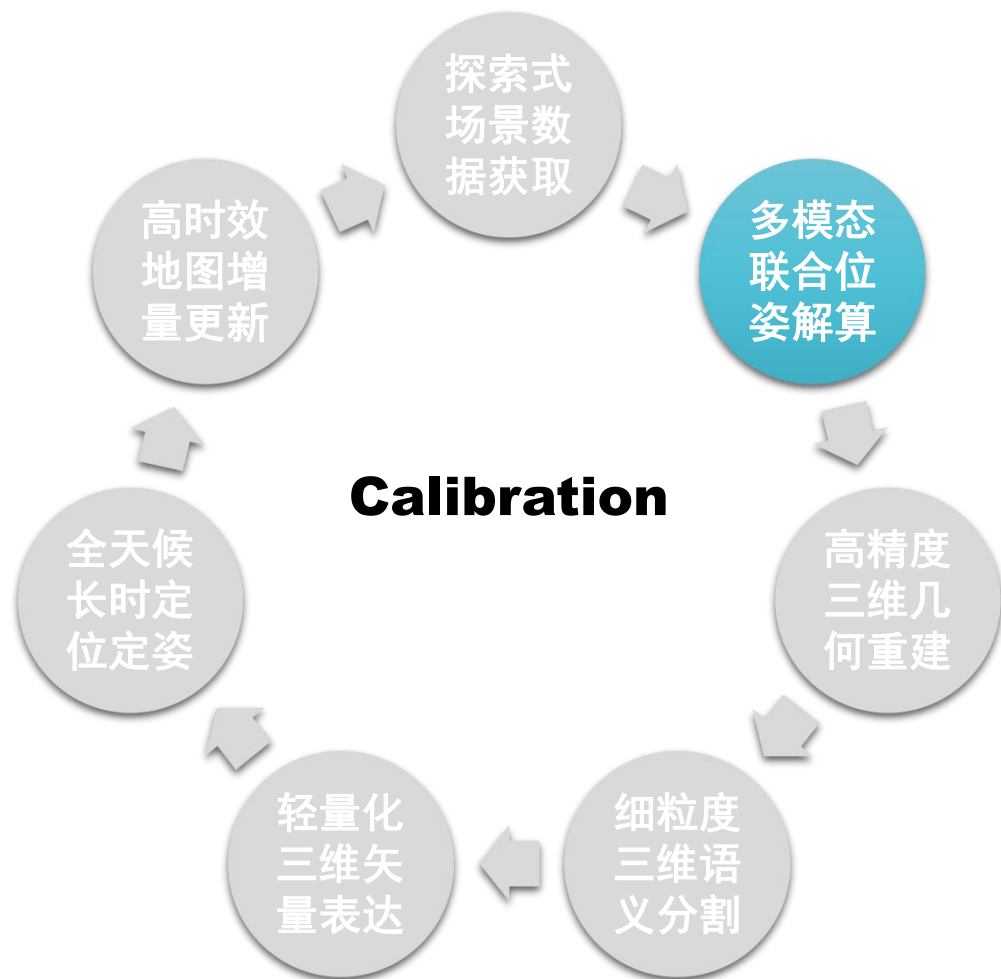 探索式
场景数
据获取
多模态
联合位
姿解算
高精度
三维几
何重建
细粒度
三维语
义分割
轻量化
三维矢
量表达
全天候
长时定
位定姿
高时效
地图增
量更新
Calibration